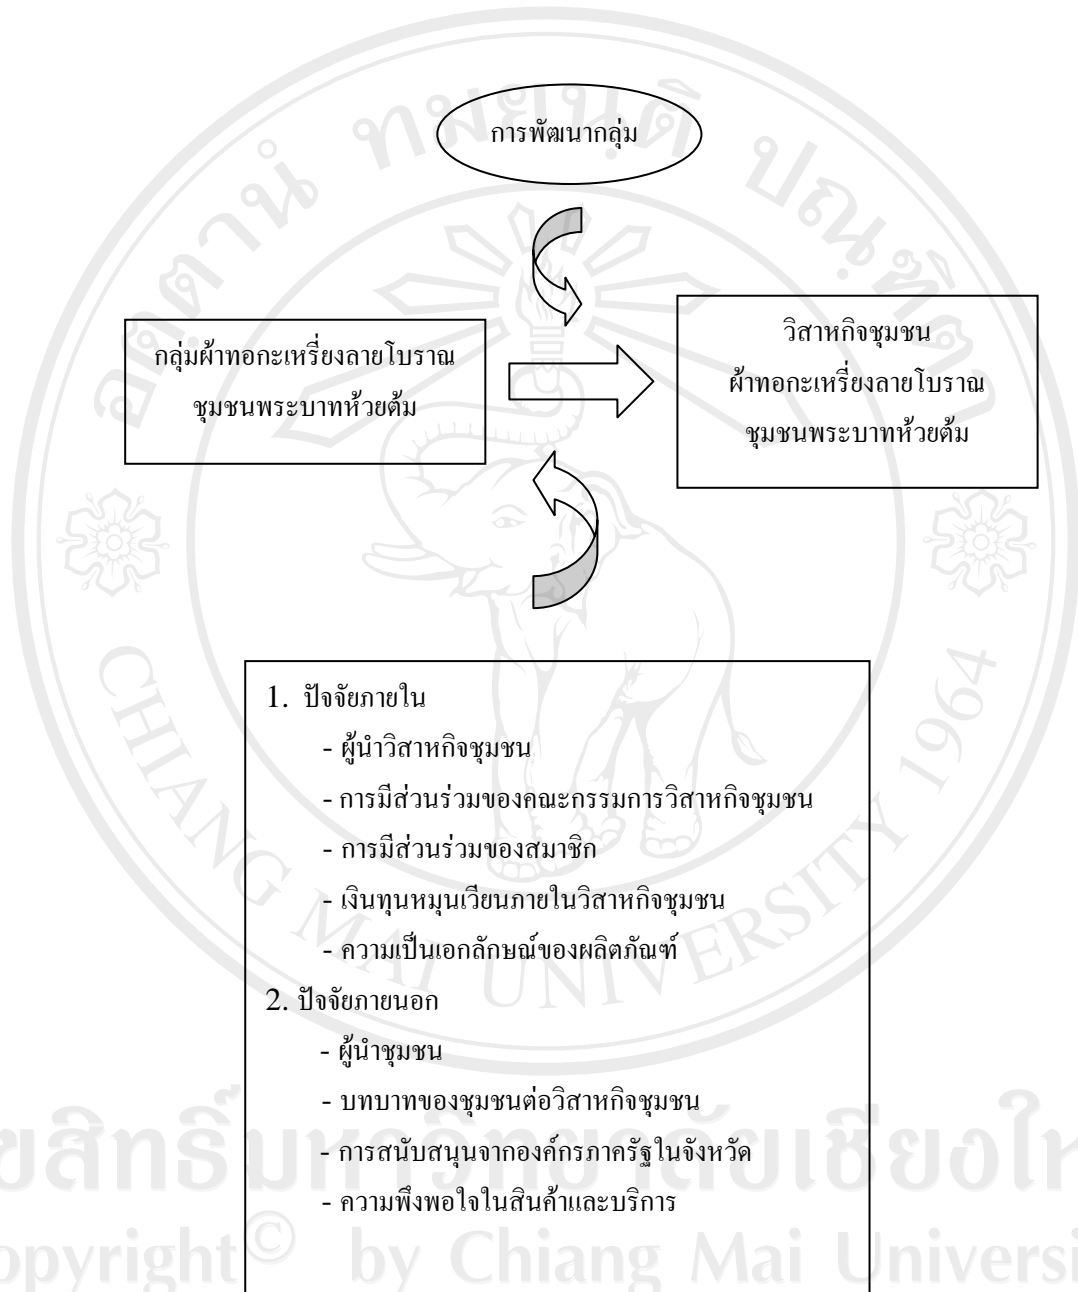 การพัฒนากลุ่ม
กลุ่มผ้าทอกะเหรี่ยงลายโบราณ
ชุมชนพระบาทห้วยต้ม
วิสาหกิจชุมชน
ผ้าทอกะเหรี่ยงลายโบราณ
ชุมชนพระบาทห้วยต้ม
1. ปัจจัยภายใน
- ผู้นำวิสาหกิจชุมชน
- การมีส่วนร่วมของคณะกรรมการวิสาหกิจชุมชน
- การมีส่วนร่วมของสมาชิก
- เงินทุนหมุนเวียนภายในวิสาหกิจชุมชน
- ความเป็นเอกลักษณ์ของผลิตภัณฑ์
2. ปัจจัยภายนอก
- ผู้นำชุมชน
- บทบาทของชุมชนต่อวิสาหกิจชุมชน
- การสนับสนุนจากองค์กรภาครัฐในจังหวัด
- ความพึงพอใจในสินค้าและบริการ
CHIANG MAI UNIVERSITY 1964
opyright© by Chiang Mai Universi